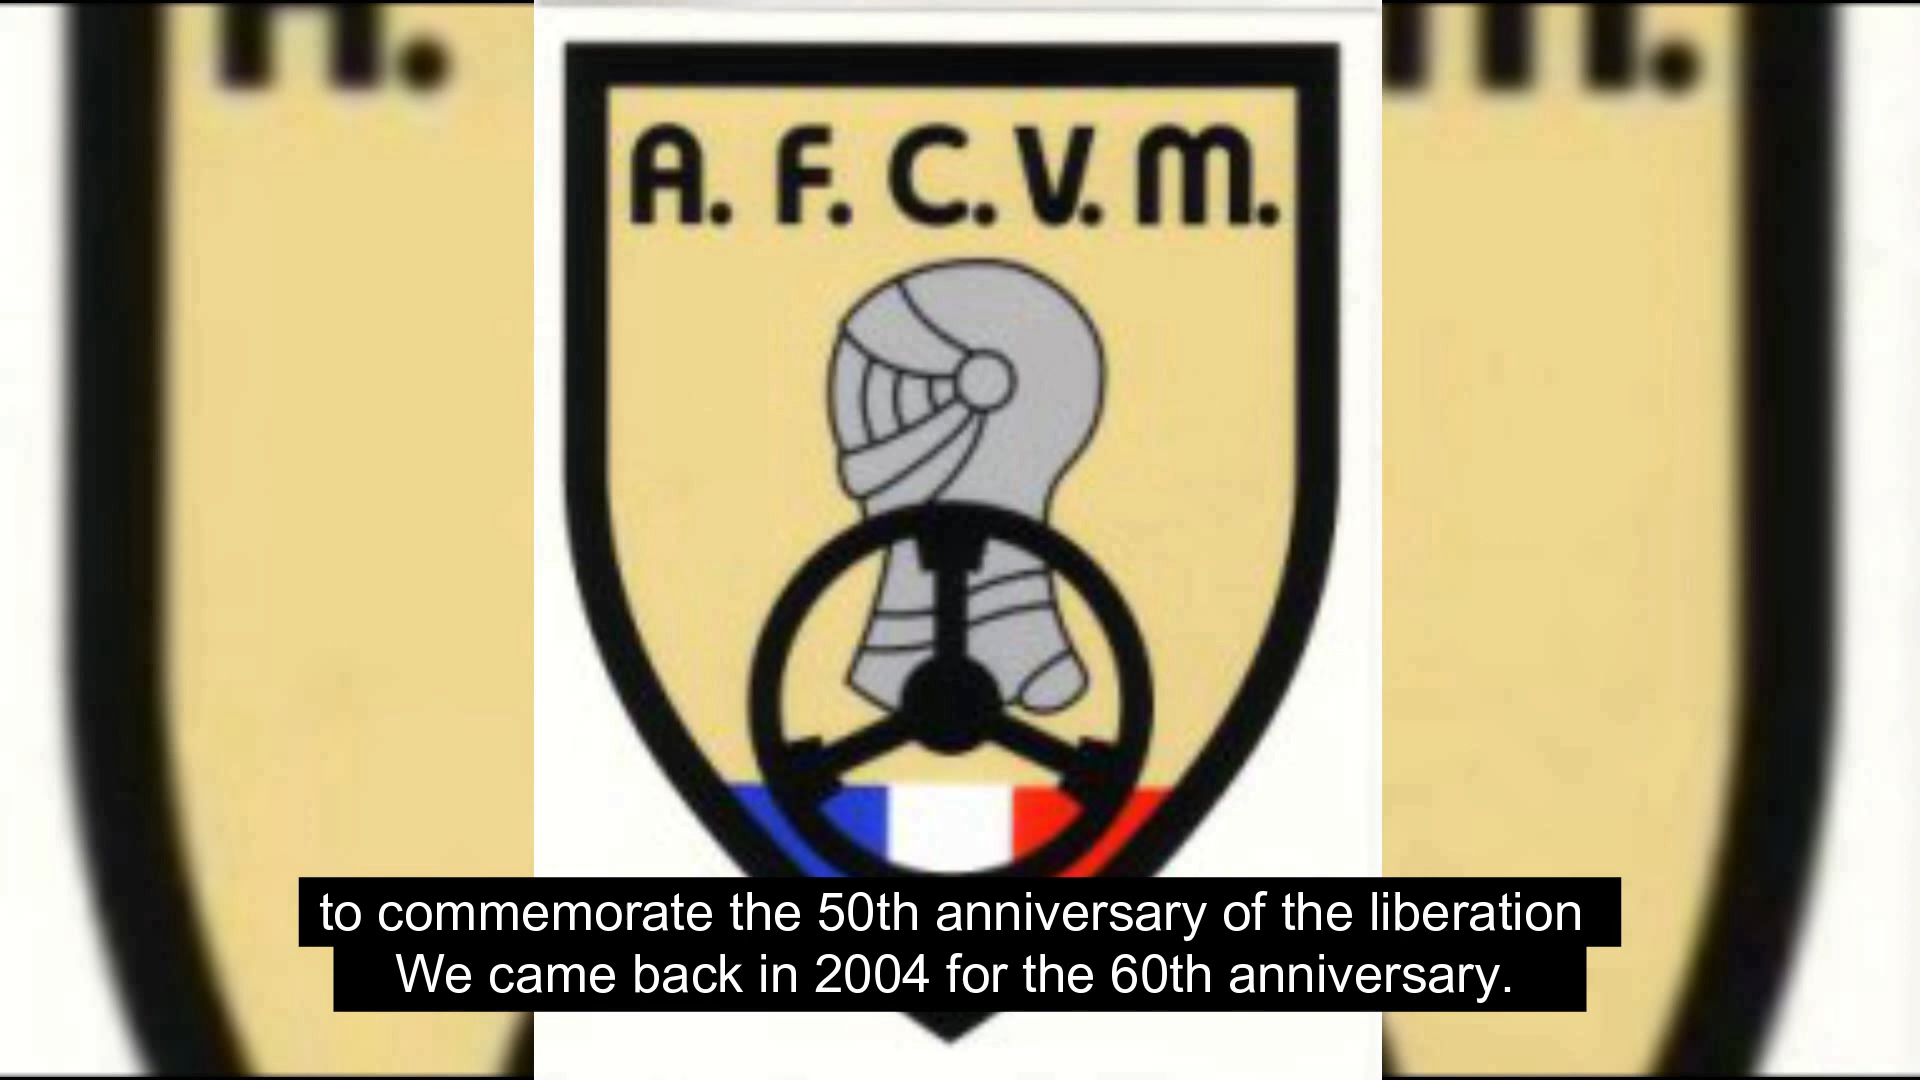 A. F. C. V. M.
to commemorate the 50th anniversary of the liberation
We came back in 2004 for the 60th anniversary.